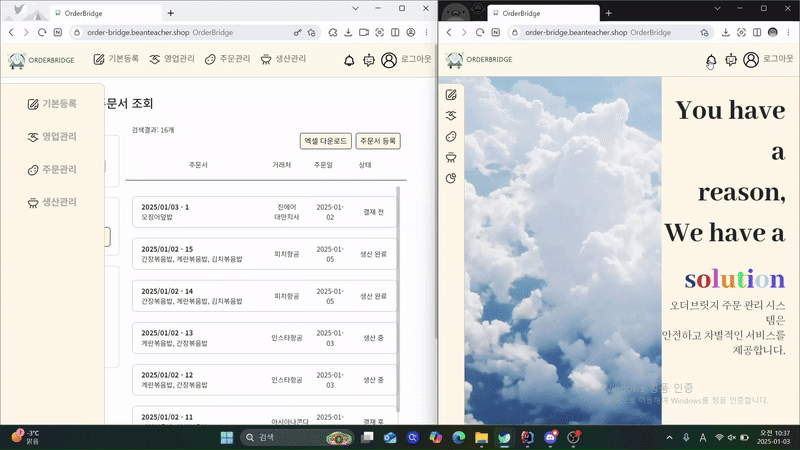 OrderBridge
order-bridge.beanteacher.shop OrderBridge
ORDERBRIDGE
기본등록
영업관리
주문관리
생산관리
로그아웃
기본등록
영업관리
주문관리
생산관리
문서 조회
검색결과: 16개
엑셀 다운로드
주문서 등록
주문서
거래처
주문일
상태
2025/01/03 - 1
오징어덮밥
진에어
대만지사
2025-01-
02
결재 전
2025/01/02 - 15
간장볶음밥, 계란볶음밥, 김치볶음밥
피치항공
2025-01-
05
생산 완료
2025/01/02 - 14
간장볶음밥, 계란볶음밥, 김치볶음밥
피치항공
2025-01-
05
생산 완료
2025/01/02 - 13
계란볶음밥, 간장볶음밥
인스타항공
2025-01-
03
생산 중
2025/01/02 - 12
계란볶음밥, 간장볶음밥
인스타항공
2025-01-
03
생산 중
2025/01/02 - 11
아시아나콘다
2025-01-
결재 후
OrderBridge
order-bridge.beanteacher.shop OrderBridge
ORDERBRIDGE
로그아웃
You have
a
reason,
We have a
solution
오더브릿지 주문 관리 시스
템은
안전하고 차별적인 서비스를
제공합니다.
Windows 정품 인증
이동하여 Windows를 정품 인증합니다.
-3°C
맑음
검색
A
오전 10:37
2025-01-03